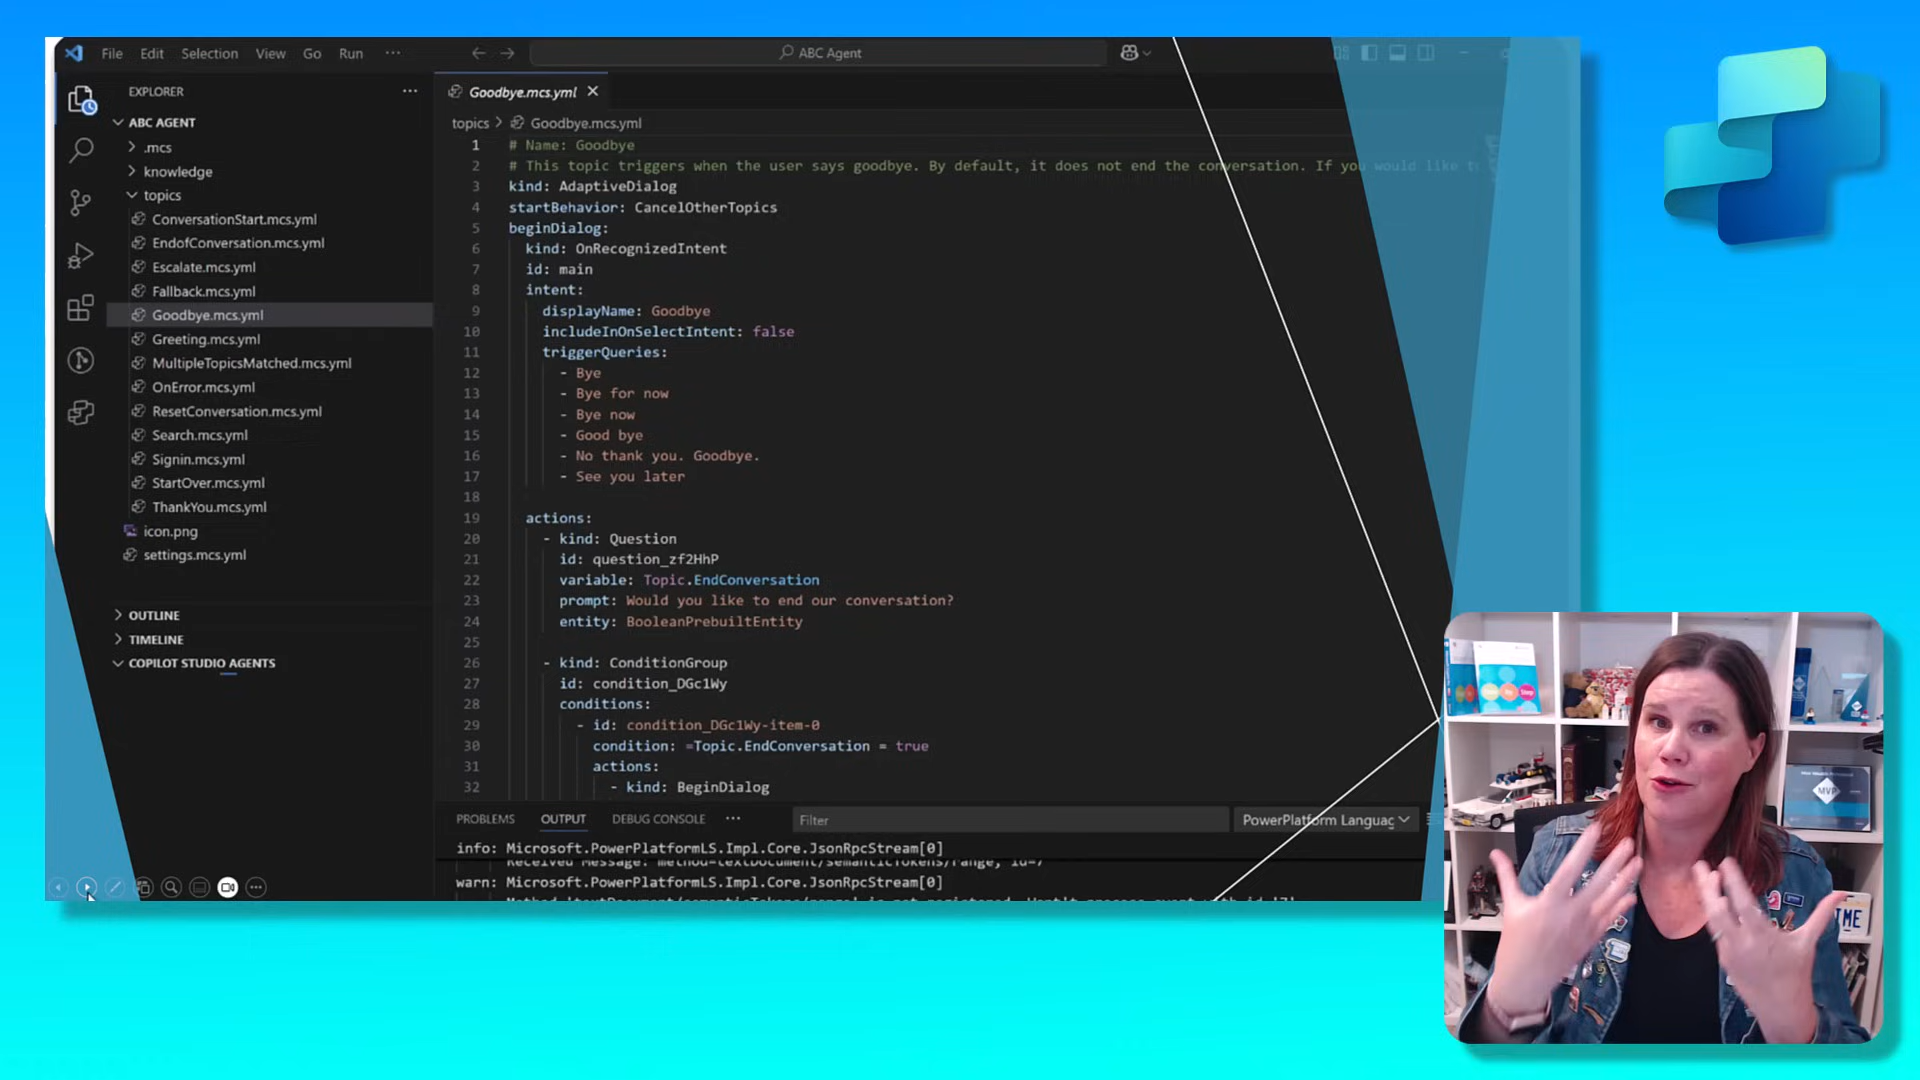 File Edit Selection View Go Run ··· ABC Agent
EXPLORER ···
ABC AGENT
.mcs
knowledge
topics
ConversationStart.mcs.yml
EndofConversation.mcs.yml
Escalate.mcs.yml
Fallback.mcs.yml
Goodbye.mcs.yml
Greeting.mcs.yml
MultipleTopicsMatched.mcs.yml
OnError.mcs.yml
ResetConversation.mcs.yml
Search.mcs.yml
Signin.mcs.yml
StartOver.mcs.yml
ThankYou.mcs.yml
icon.png
settings.mcs.yml
OUTLINE
TIMELINE
COPILOT STUDIO AGENTS
Goodbye.mcs.yml
topics > Goodbye.mcs.yml
1 # Name: Goodbye
2 # This topic triggers when the user says goodbye. By default, it does not end the conversation. If you would like
3 kind: AdaptiveDialog
4 startBehavior: CancelOtherTopics
5 beginDialog:
6 kind: OnRecognizedIntent
7 id: main
8 intent:
9 displayName: Goodbye
10 includeInOnSelectIntent: false
11 triggerQueries:
12 - Bye
13 - Bye for now
14 - Bye now
15 - Good bye
16 - No thank you. Goodbye.
17 - See you later
18
19 actions:
20 - kind: Question
21 id: question_zf2HhP
22 variable: Topic.EndConversation
23 prompt: Would you like to end our conversation?
24 entity: BooleanPrebuiltEntity
25
26 - kind: ConditionGroup
27 id: condition_DGc1Wy
28 conditions:
29 - id: condition_DGc1Wy-item-0
30 condition: =Topic.EndConversation = true
31 actions:
32 - kind: BeginDialog
PROBLEMS OUTPUT DEBUG CONSOLE ··· Filter PowerPlatform Languag
info: Microsoft.PowerPlatformLS.Impl.Core.JsonRpcStream[0]
Received Message: method=textDocument/semanticTokens/range, id=7
warn: Microsoft.PowerPlatformLS.Impl.Core.JsonRpcStream[0]
MVP
IME